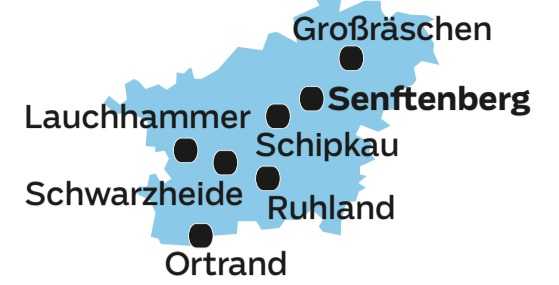 Großräschen
Senftenberg
Lauchhammer
Schipkau
Schwarzheide
Ruhland
Ortrand